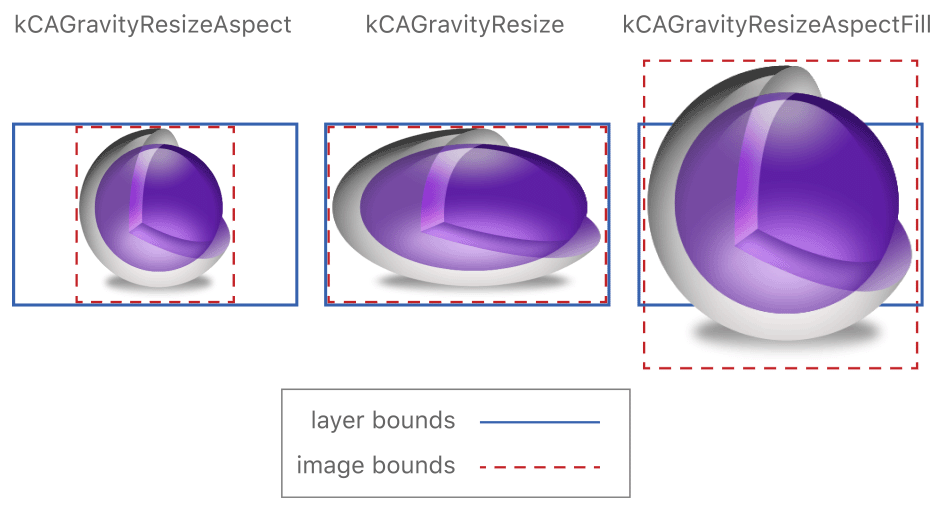 kCAGravityResizeAspect
kCAGravityResize
kCAGravityResizeAspectFill
layer bounds
image bounds